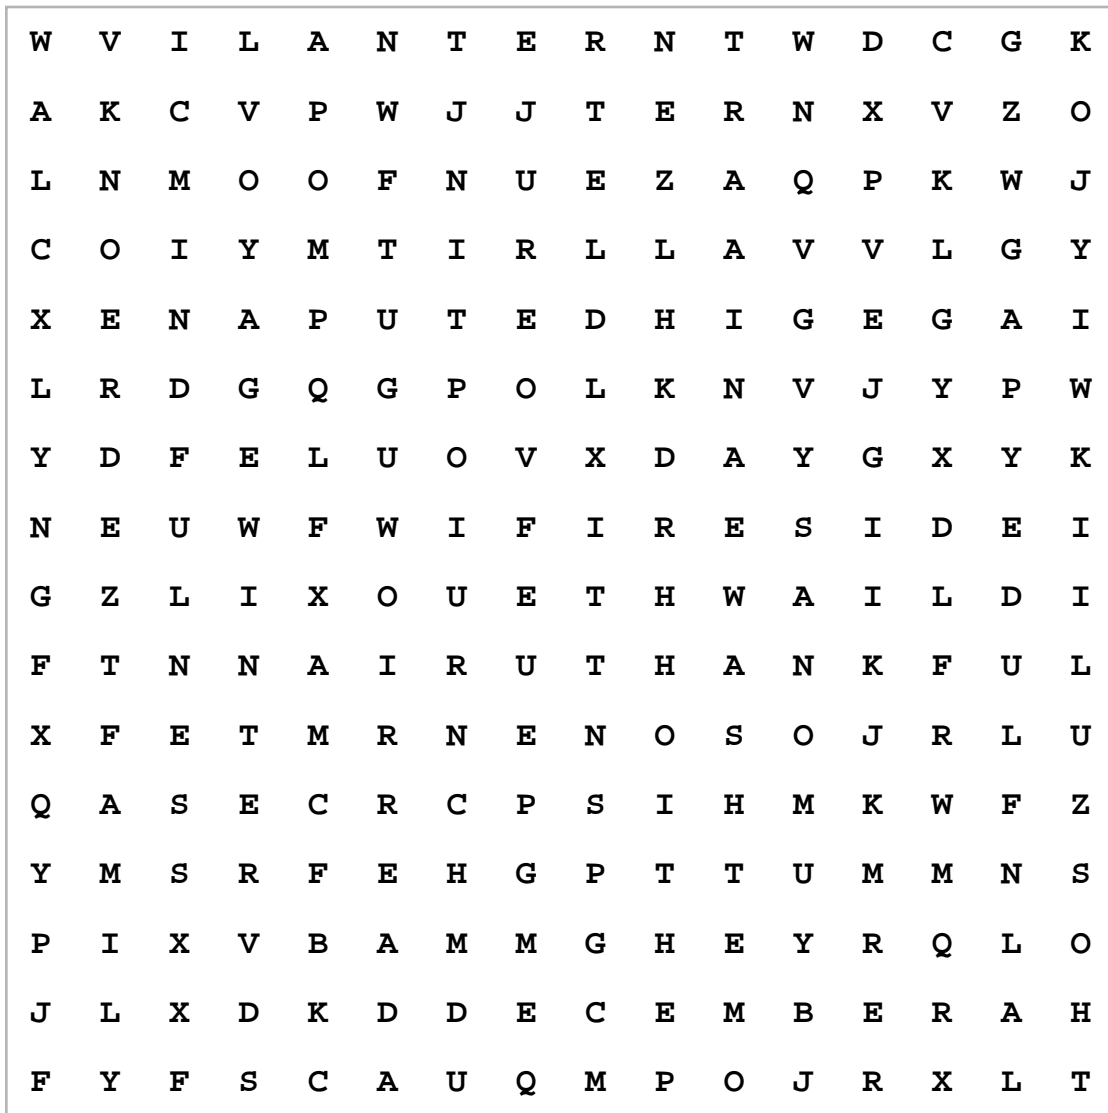 W V I L A N T E R N T W D C G K
A K C V P W J J T E R N X V Z O
L N M O O F N U E Z A Q P K W J
C O I Y M T I R L L A V V L G Y
X E N A P U T E D H I G E G A I
L R D G Q G P O L K N V J Y P W
Y D F E L U O V X D A Y G X Y K
N E U W F W I F I R E S I D E I
G Z L I X O U E T H W A I L D I
F T N N A I R U T H A N K F U L
X F E T M R N E N O S O J R L U
Q A S E C R C P S I H M K W F Z
Y M S R F E H G P T T U M M N S
P I X V B A M M G H E Y R Q L O
J L X D K D D E C E M B E R A H
F Y F S C A U Q M P O J R X L T